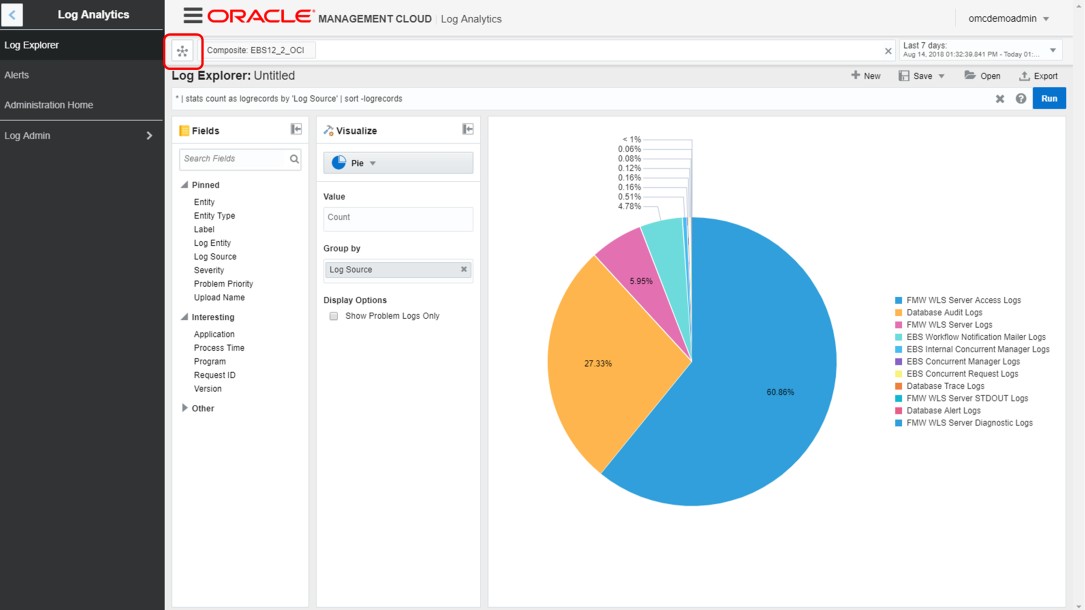 Log Analytics
Log Explorer
Alerts
Administration Home
Log Admin
ORACLE® MANAGEMENT CLOUD | Log Analytics
omcdemoadmin
Composite: EBS12_2_OCI
Last 7 days:
Aug 14, 2018 01:32:39.841 PM - Today 01:...
Log Explorer: Untitled
New
Save
Open
Export
* | stats count as logrecords by 'Log Source' | sort -logrecords
Run
Fields
Search Fields
Pinned
Entity
Entity Type
Label
Log Entity
Log Source
Severity
Problem Priority
Upload Name
Interesting
Application
Process Time
Program
Request ID
Version
Other
Visualize
Pie
Value
Count
Group by
Log Source
Display Options
Show Problem Logs Only
< 1%
0.06%
0.08%
0.12%
0.16%
0.16%
0.51%
4.78%
5.95%
27.33%
60.86%
FMW WLS Server Access Logs
Database Audit Logs
FMW WLS Server Logs
EBS Workflow Notification Mailer Logs
EBS Internal Concurrent Manager Logs
EBS Concurrent Manager Logs
EBS Concurrent Request Logs
Database Trace Logs
FMW WLS Server STDOUT Logs
Database Alert Logs
FMW WLS Server Diagnostic Logs